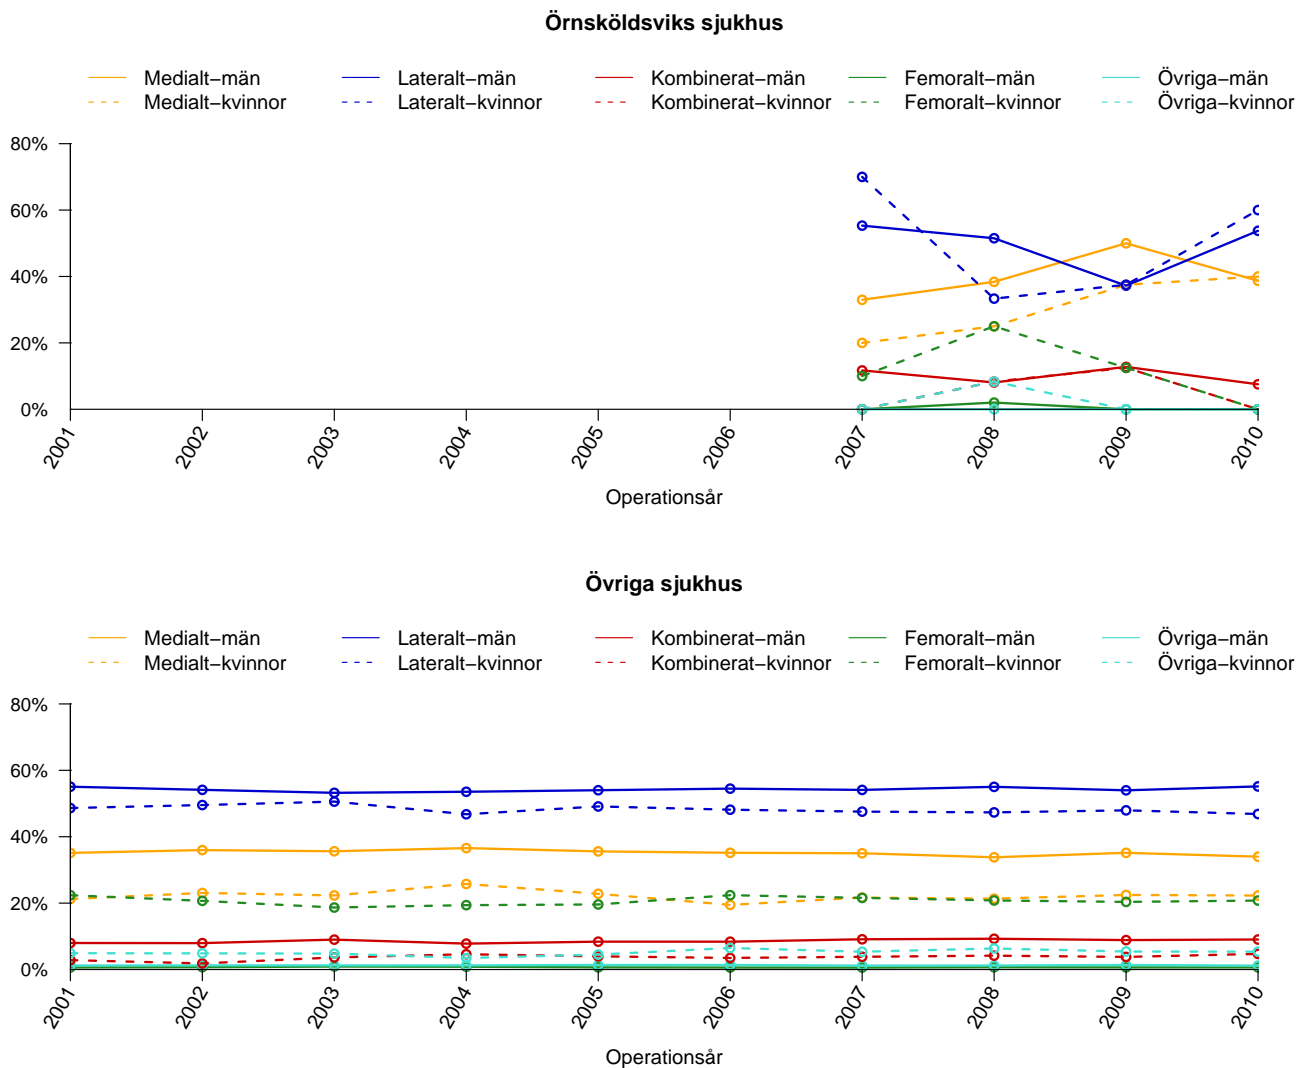 Örnsköldsviks sjukhus
Medialt−män Lateralt−män Kombinerat−män Femoralt−män Övriga−män
Medialt−kvinnor Lateralt−kvinnor Kombinerat−kvinnor Femoralt−kvinnor Övriga−kvinnor
80%
60%
40%
20%
0%
2001 2002 2003 2004 2005 2006 2007 2008 2009 2010
Operationsår
Övriga sjukhus
Medialt−män Lateralt−män Kombinerat−män Femoralt−män Övriga−män
Medialt−kvinnor Lateralt−kvinnor Kombinerat−kvinnor Femoralt−kvinnor Övriga−kvinnor
80%
60%
40%
20%
0%
2001 2002 2003 2004 2005 2006 2007 2008 2009 2010
Operationsår